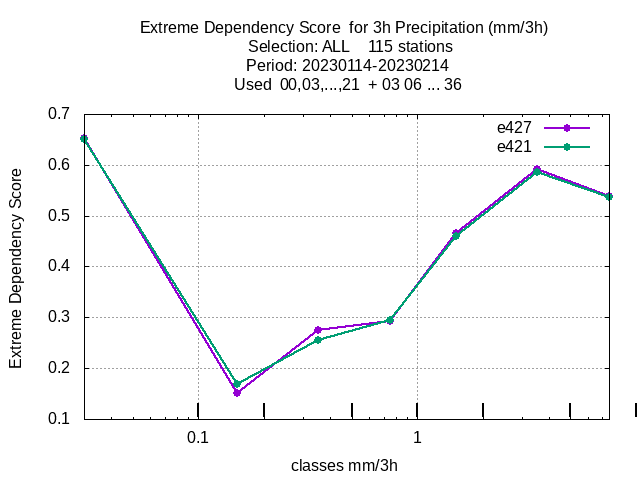 Extreme Dependency Score  for 3h Precipitation (mm/3h)
Selection: ALL    115 stations
Period: 20230114-20230214
Used  00,03,...,21  + 03 06 ... 36
e427
e421
0.7
0.6
0.5
0.4
0.3
0.2
0.1
Extreme Dependency Score
0.1
1
classes mm/3h